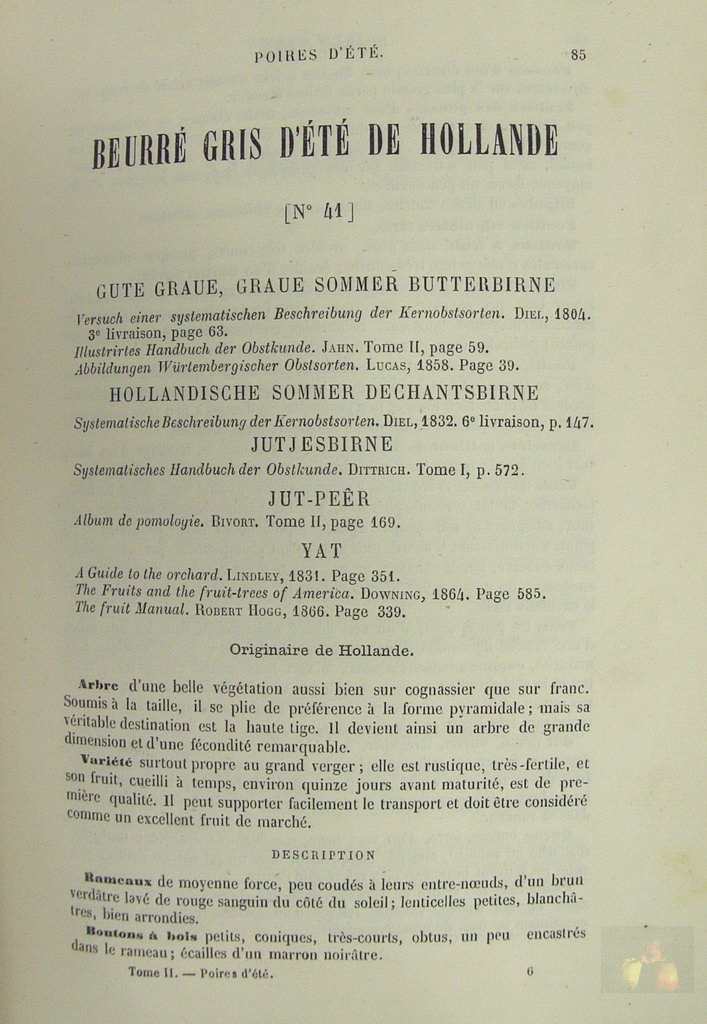 POIRES D'ÉTÉ.
85
BEURRÉ GRIS D'ÉTÉ DE HOLLANDE
[N° 41]
GUTE GRAUE, GRAUE SOMMER BUTTERBIRNE
Versuch einer systematischen Beschreibung der Kernobstsorten. DIEL, 1804.
3e livraison, page 63.
Illustrirtes Handbuch der Obstkunde. JAHN. Tome II, page 59.
Abbildungen Würtembergischer Obstsorten. LUCAS, 1858. Page 39.
HOLLANDISCHE SOMMER DECHANTSBIRNE
Systematische Beschreibung der Kernobstsorten. DIEL, 1832. 6e livraison, p. 147.
JUTJESBIRNE
Systematisches Handbuch der Obstkunde. DITTRICH. Tome I, p. 572.
JUT-PEÊR
Album de pomologie. BIVORT. Tome II, page 169.
YAT
A Guide to the orchard. LINDLEY, 1831. Page 351.
The Fruits and the fruit-trees of America. DOWNING, 1864. Page 585.
The fruit Manual. ROBERT HOGG, 1866. Page 339.
Originaire de Hollande.
Arbre d'une belle végétation aussi bien sur cognassier que sur franc.
Soumis à la taille, il se plie de préférence à la forme pyramidale; mais sa
véritable destination est la haute tige. Il devient ainsi un arbre de grande
dimension et d'une fécondité remarquable.
Variété surtout propre au grand verger; elle est rustique, très-fertile, et
son fruit, cueilli à temps, environ quinze jours avant maturité, est de pre-
mière qualité. Il peut supporter facilement le transport et doit être considéré
comme un excellent fruit de marché.
DESCRIPTION
Rameaux de moyenne force, peu coudés à leurs entre-nœuds, d'un brun
verdâtre lavé de rouge sanguin du côté du soleil; lenticelles petites, blanchâ-
tres, bien arrondies.
Boutons à bois petits, coniques, très-courts, obtus, un peu encastrés
dans le rameau; écailles d'un marron noirâtre.
Tome II. — Poires d'été.
6